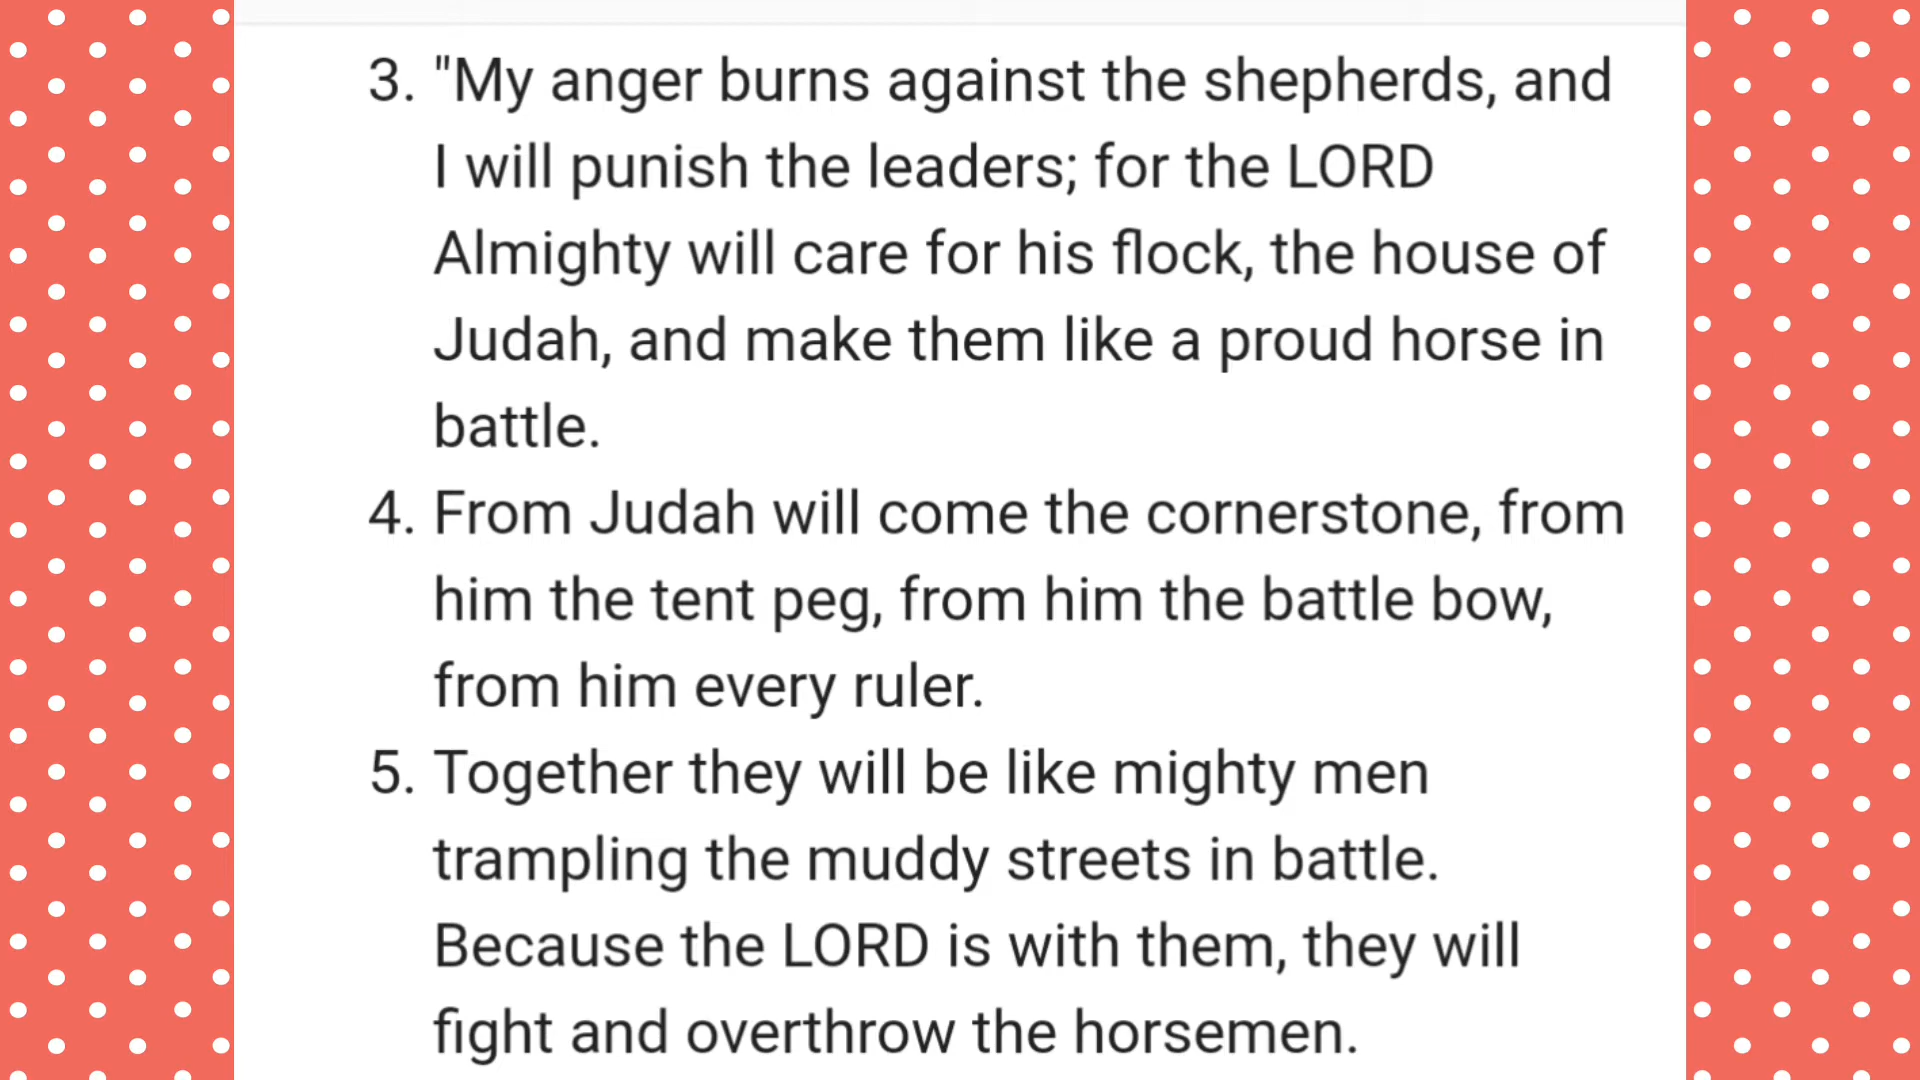 3. "My anger burns against the shepherds, and
I will punish the leaders; for the LORD
Almighty will care for his flock, the house of
Judah, and make them like a proud horse in
battle.
4. From Judah will come the cornerstone, from
him the tent peg, from him the battle bow,
from him every ruler.
5. Together they will be like mighty men
trampling the muddy streets in battle.
Because the LORD is with them, they will
fight and overthrow the horsemen.